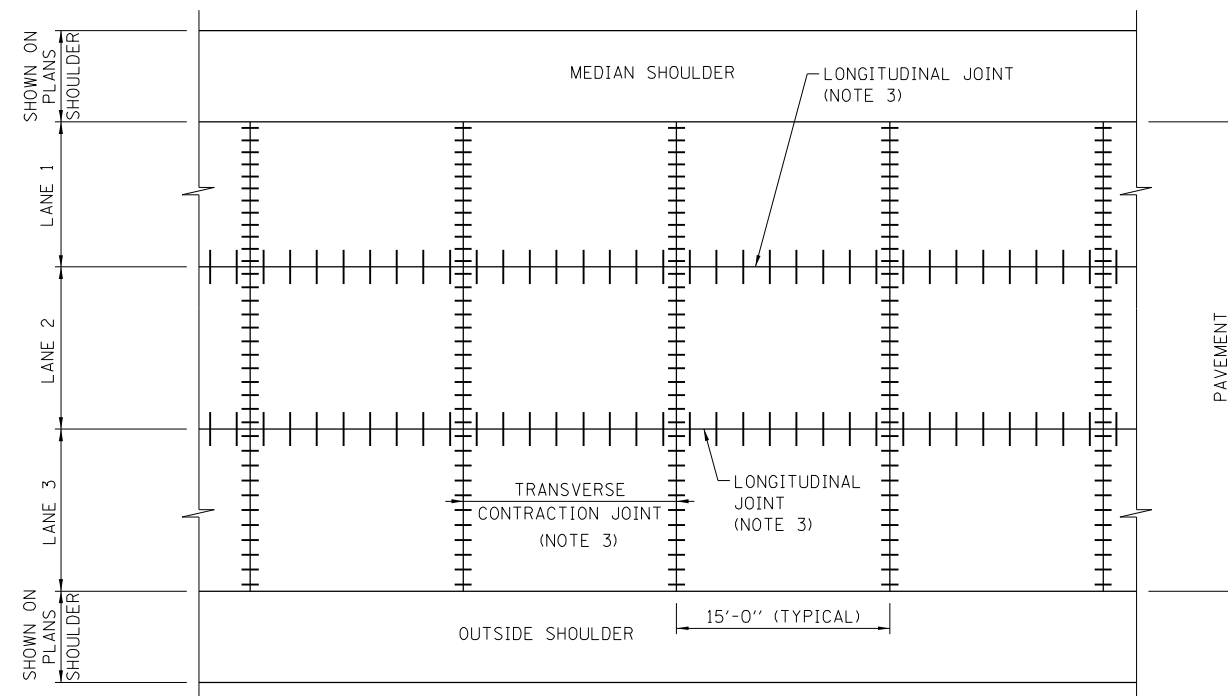 SHOWN ON
PLANS
SHOULDER
MEDIAN SHOULDER
LONGITUDINAL JOINT
(NOTE 3)
LANE 1
LANE 2
PAVEMENT
LANE 3
TRANSVERSE
CONTRACTION JOINT
(NOTE 3)
LONGITUDINAL
JOINT
(NOTE 3)
SHOWN ON
PLANS
SHOULDER
OUTSIDE SHOULDER
15'-0'' (TYPICAL)